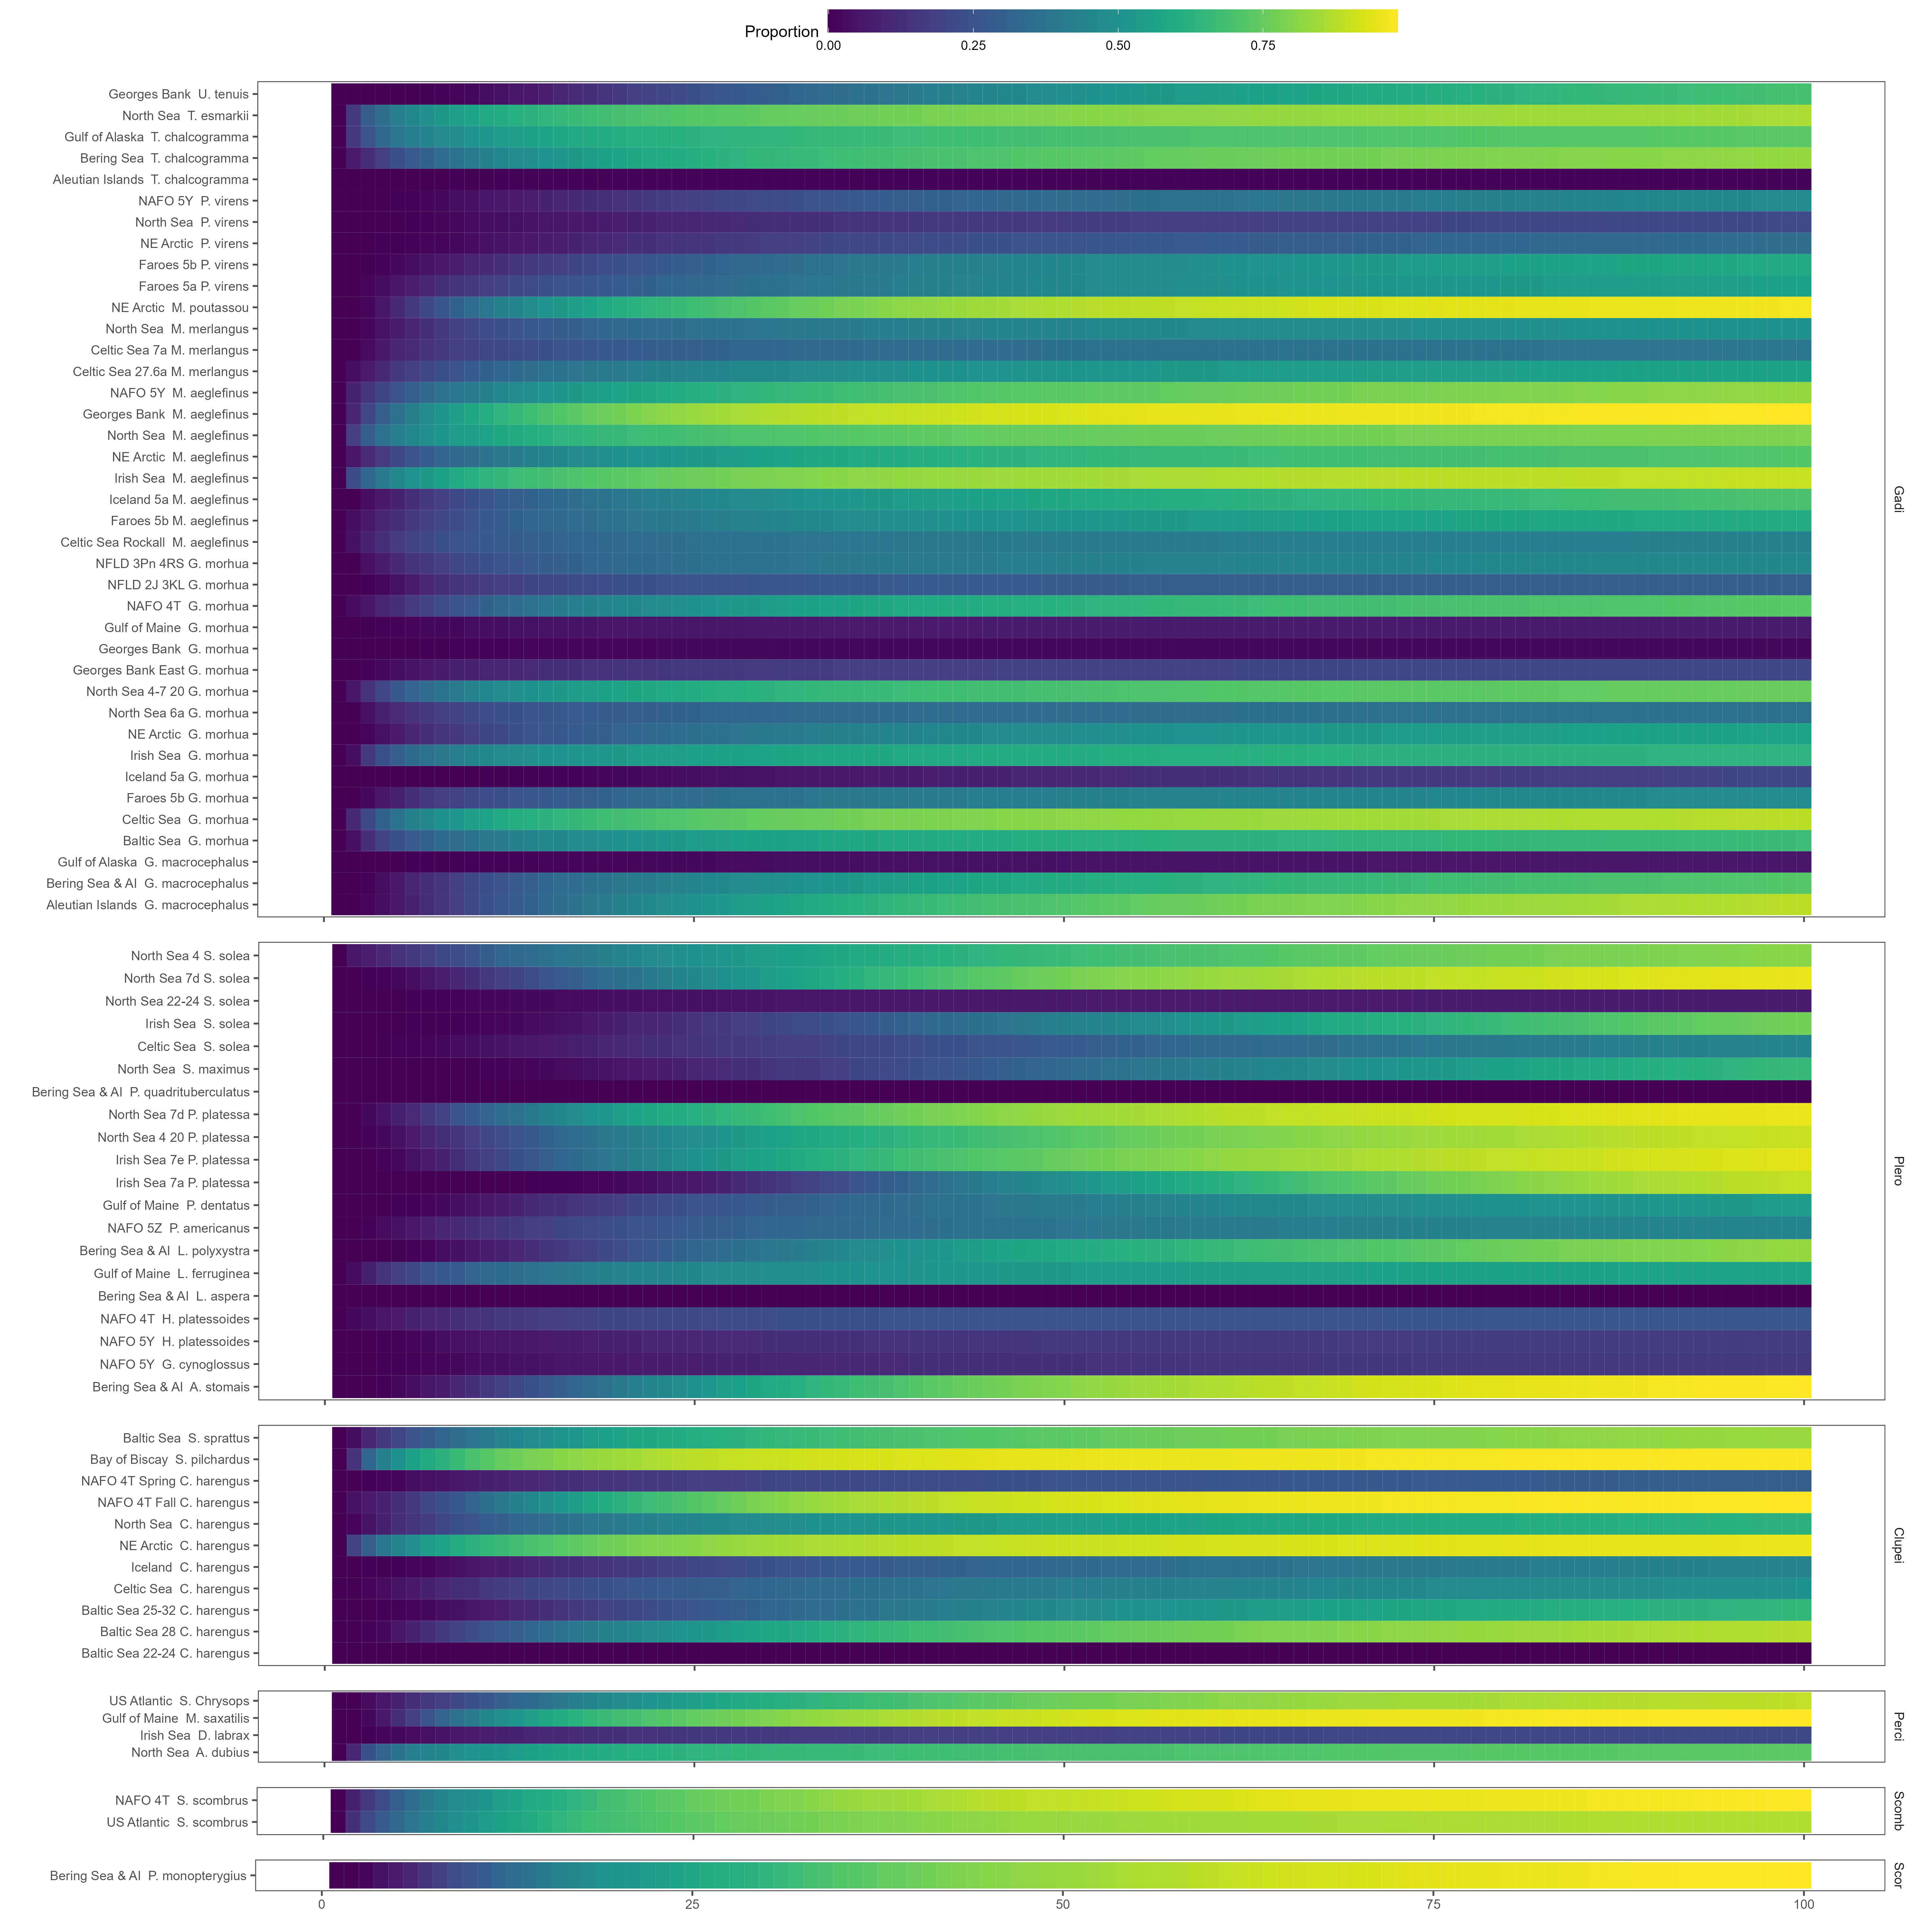 Proportion
0.00 0.25 0.50 0.75
Georges Bank U. tenuis
North Sea T. esmarkii
Gulf of Alaska T. chalcogramma
Bering Sea T. chalcogramma
Aleutian Islands T. chalcogramma
NAFO 5Y P. virens
North Sea P. virens
NE Arctic P. virens
Faroes 5b P. virens
Faroes 5a P. virens
NE Arctic M. poutassou
North Sea M. merlangus
Celtic Sea 7a M. merlangus
Celtic Sea 27.6a M. merlangus
NAFO 5Y M. aeglefinus
Georges Bank M. aeglefinus
North Sea M. aeglefinus
NE Arctic M. aeglefinus
Irish Sea M. aeglefinus
Iceland 5a M. aeglefinus
Faroes 5b M. aeglefinus
Celtic Sea Rockall M. aeglefinus
NFLD 3Pn 4RS G. morhua
NFLD 2J 3KL G. morhua
NAFO 4T G. morhua
Gulf of Maine G. morhua
Georges Bank G. morhua
Georges Bank East G. morhua
North Sea 4-7 20 G. morhua
North Sea 6a G. morhua
NE Arctic G. morhua
Irish Sea G. morhua
Iceland 5a G. morhua
Faroes 5b G. morhua
Celtic Sea G. morhua
Baltic Sea G. morhua
Gulf of Alaska G. macrocephalus
Bering Sea & AI G. macrocephalus
Aleutian Islands G. macrocephalus
Gadi
North Sea 4 S. solea
North Sea 7d S. solea
North Sea 22-24 S. solea
Irish Sea S. solea
Celtic Sea S. solea
North Sea S. maximus
Bering Sea & AI P. quadrituberculatus
North Sea 7d P. platessa
North Sea 4 20 P. platessa
Irish Sea 7e P. platessa
Irish Sea 7a P. platessa
Gulf of Maine P. dentatus
NAFO 5Z P. americanus
Bering Sea & AI L. polyxystra
Gulf of Maine L. ferruginea
Bering Sea & AI L. aspera
NAFO 4T H. platessoides
NAFO 5Y H. platessoides
NAFO 5Y G. cynoglossus
Bering Sea & AI A. stomais
Plero
Baltic Sea S. sprattus
Bay of Biscay S. pilchardus
NAFO 4T Spring C. harengus
NAFO 4T Fall C. harengus
North Sea C. harengus
NE Arctic C. harengus
Iceland C. harengus
Celtic Sea C. harengus
Baltic Sea 25-32 C. harengus
Baltic Sea 28 C. harengus
Baltic Sea 22-24 C. harengus
Clupei
US Atlantic S. Chrysops
Gulf of Maine M. saxatilis
Irish Sea D. labrax
North Sea A. dubius
Perci
NAFO 4T S. scombrus
US Atlantic S. scombrus
Scomb
Bering Sea & AI P. monopterygius
Scor
0 25 50 75 100